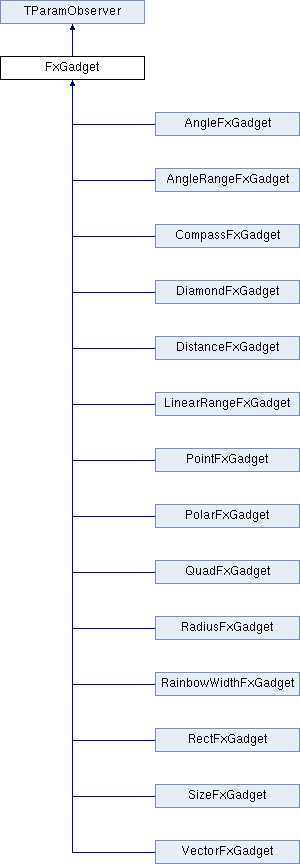 TParamObserver
FxGadget
AngleFxGadget
AngleRangeFxGadget
CompassFxGadget
DiamondFxGadget
DistanceFxGadget
LinearRangeFxGadget
PointFxGadget
PolarFxGadget
QuadFxGadget
RadiusFxGadget
RainbowWidthFxGadget
RectFxGadget
SizeFxGadget
VectorFxGadget